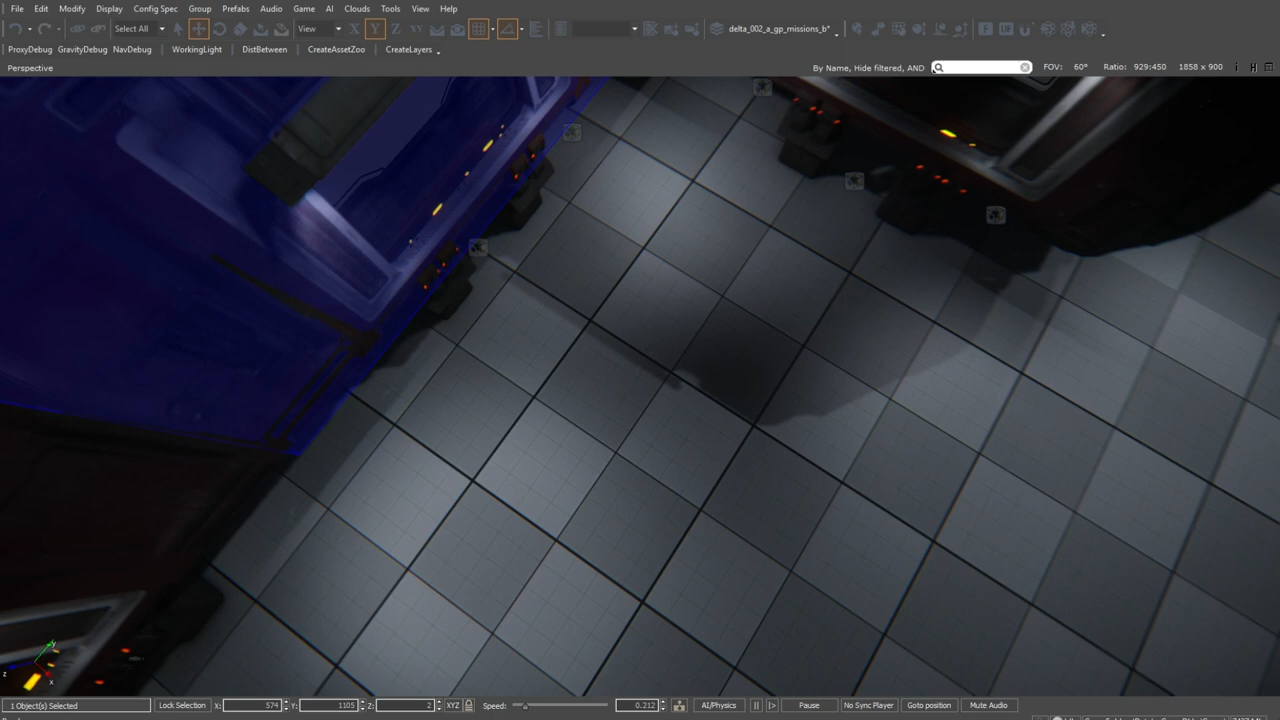 File Edit Modify Display Config Spec Group Prefabs Audio Game AI Clouds Tools View Help
Select All View XY delta_002_a_gp_missions_b*
ProxyDebug GravityDebug NavDebug WorkingLight DistBetween CreateAssetZoo CreateLayers
Perspective By Name, Hide filtered, AND FOV: 60° Ratio: 929:450 1858 x 900
y
z
x
1 Object(s) Selected Lock Selection X: 574 Y: 1105 Z: 2 XYZ Speed: 0.212 AI/Physics Pause No Sync Player Goto position Mute Audio